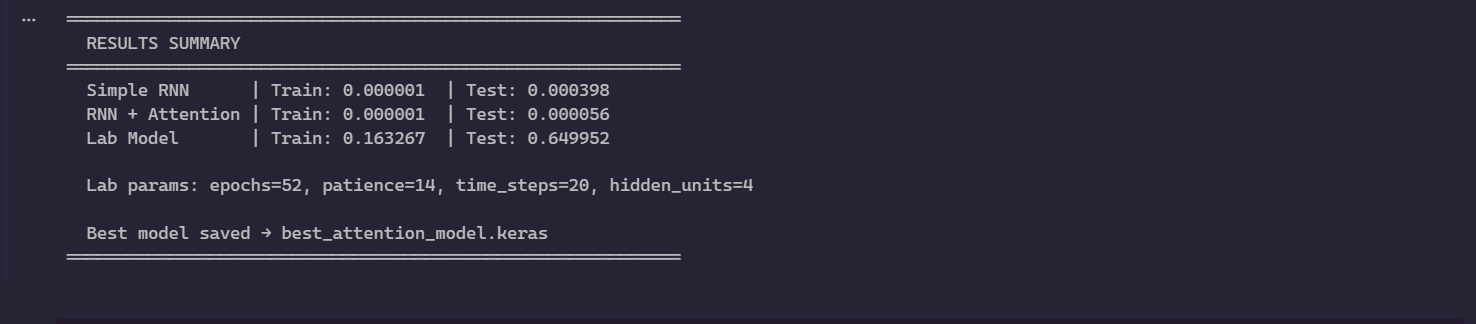 ...
RESULTS SUMMARY
Simple RNN | Train: 0.000001 | Test: 0.000398
RNN + Attention | Train: 0.000001 | Test: 0.000056
Lab Model | Train: 0.163267 | Test: 0.649952
Lab params: epochs=52, patience=14, time_steps=20, hidden_units=4
Best model saved → best_attention_model.keras